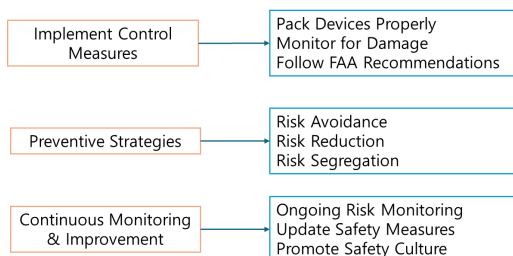 Implement Control
Measures
Pack Devices Properly
Monitor for Damage
Follow FAA Recommendations
Preventive Strategies
Risk Avoidance
Risk Reduction
Risk Segregation
Continuous Monitoring
& Improvement
Ongoing Risk Monitoring
Update Safety Measures
Promote Safety Culture